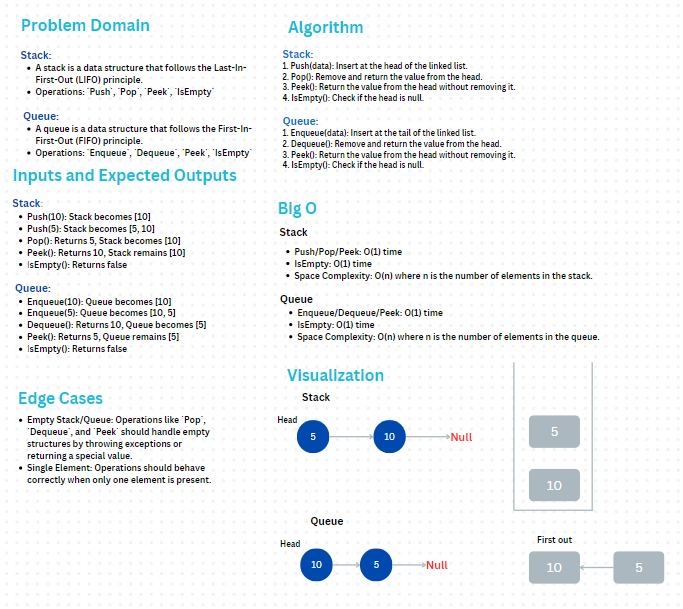 Problem Domain
Stack:
• A stack is a data structure that follows the Last-In-
First-Out (LIFO) principle.
• Operations: `Push`, `Pop`, `Peek`, `IsEmpty`
Queue:
• A queue is a data structure that follows the First-In-
First-Out (FIFO) principle.
• Operations: `Enqueue`, `Dequeue`, `Peek`, `IsEmpty`
Inputs and Expected Outputs
Stack:
• Push(10): Stack becomes [10]
• Push(5): Stack becomes [5, 10]
• Pop(): Returns 5, Stack becomes [10]
• Peek(): Returns 10, Stack remains [10]
• IsEmpty(): Returns false
Queue:
• Enqueue(10): Queue becomes [10]
• Enqueue(5): Queue becomes [10, 5]
• Dequeue(): Returns 10, Queue becomes [5]
• Peek(): Returns 5, Queue remains [5]
• IsEmpty(): Returns false
Edge Cases
• Empty Stack/Queue: Operations like `Pop`,
`Dequeue`, and `Peek` should handle empty
structures by throwing exceptions or
returning a special value.
• Single Element: Operations should behave
correctly when only one element is present.
Algorithm
Stack:
1. Push(data): Insert at the head of the linked list.
2. Pop(): Remove and return the value from the head.
3. Peek(): Return the value from the head without removing it.
4. IsEmpty(): Check if the head is null.
Queue:
1. Enqueue(data): Insert at the tail of the linked list.
2. Dequeue(): Remove and return the value from the head.
3. Peek(): Return the value from the head without removing it.
4. IsEmpty(): Check if the head is null.
Big O
Stack
• Push/Pop/Peek: O(1) time
• IsEmpty: O(1) time
• Space Complexity: O(n) where n is the number of elements in the stack.
Queue
• Enqueue/Dequeue/Peek: O(1) time
• IsEmpty: O(1) time
• Space Complexity: O(n) where n is the number of elements in the queue.
Visualization
Stack
Head
5
10
Null
5
10
Queue
Head
10
5
Null
First out
10
5